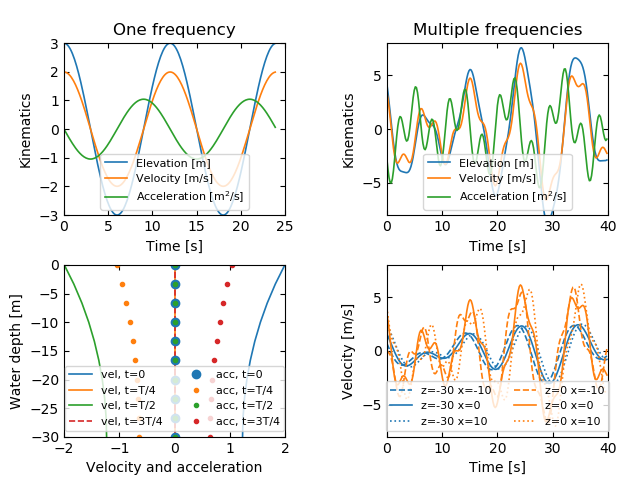 One frequency
Kinematics
3
2
1
0
−1
−2
−3
Elevation [m]
Velocity [m/s]
Acceleration [m²/s]
0 5 10 15 20 25
Time [s]
Multiple frequencies
Kinematics
5
0
−5
Elevation [m]
Velocity [m/s]
Acceleration [m²/s]
0 10 20 30 40
Time [s]
Water depth [m]
0
−5
−10
−15
−20
−25
−30
vel, t=0 acc, t=0
vel, t=T/4 acc, t=T/4
vel, t=T/2 acc, t=T/2
vel, t=3T/4 acc, t=3T/4
−2 −1 0 1 2
Velocity and acceleration
Velocity [m/s]
5
0
−5
z=-30 x=-10 z=0 x=-10
z=-30 x=0 z=0 x=0
z=-30 x=10 z=0 x=10
0 10 20 30 40
Time [s]